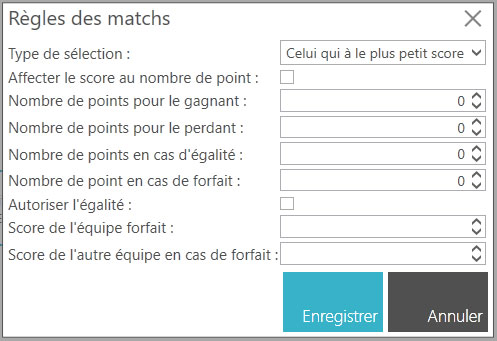 Règles des matchs
Type de sélection : Celui qui à le plus petit score
Affecter le score au nombre de point :
Nombre de points pour le gagnant : 0
Nombre de points pour le perdant : 0
Nombre de points en cas d'égalité : 0
Nombre de point en cas de forfait : 0
Autoriser l'égalité :
Score de l'équipe forfait :
Score de l'autre équipe en cas de forfait :
Enregistrer Annuler